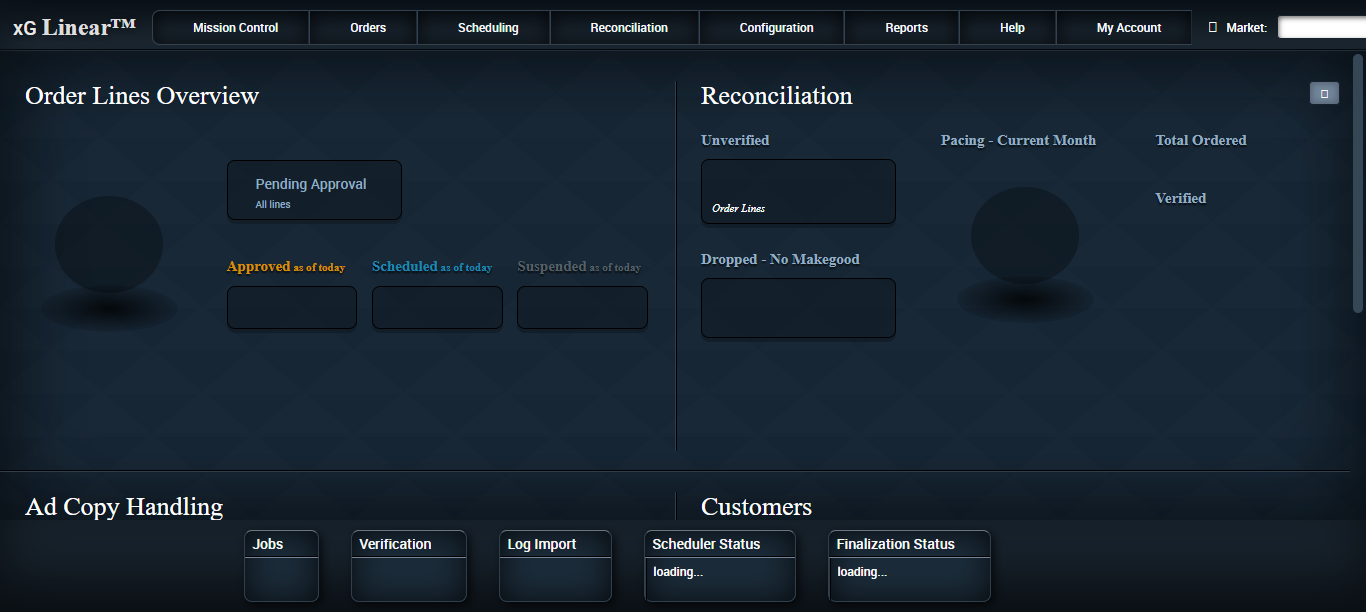 xG Linear™
Mission Control
Orders
Scheduling
Reconciliation
Configuration
Reports
Help
My Account
Market:
Order Lines Overview
Pending Approval
All lines
Approved as of today
Scheduled as of today
Suspended as of today
Reconciliation
Unverified
Order Lines
Dropped - No Makegood
Pacing - Current Month
Total Ordered
Verified
Ad Copy Handling
Customers
Jobs
Verification
Log Import
Scheduler Status
loading...
Finalization Status
loading...